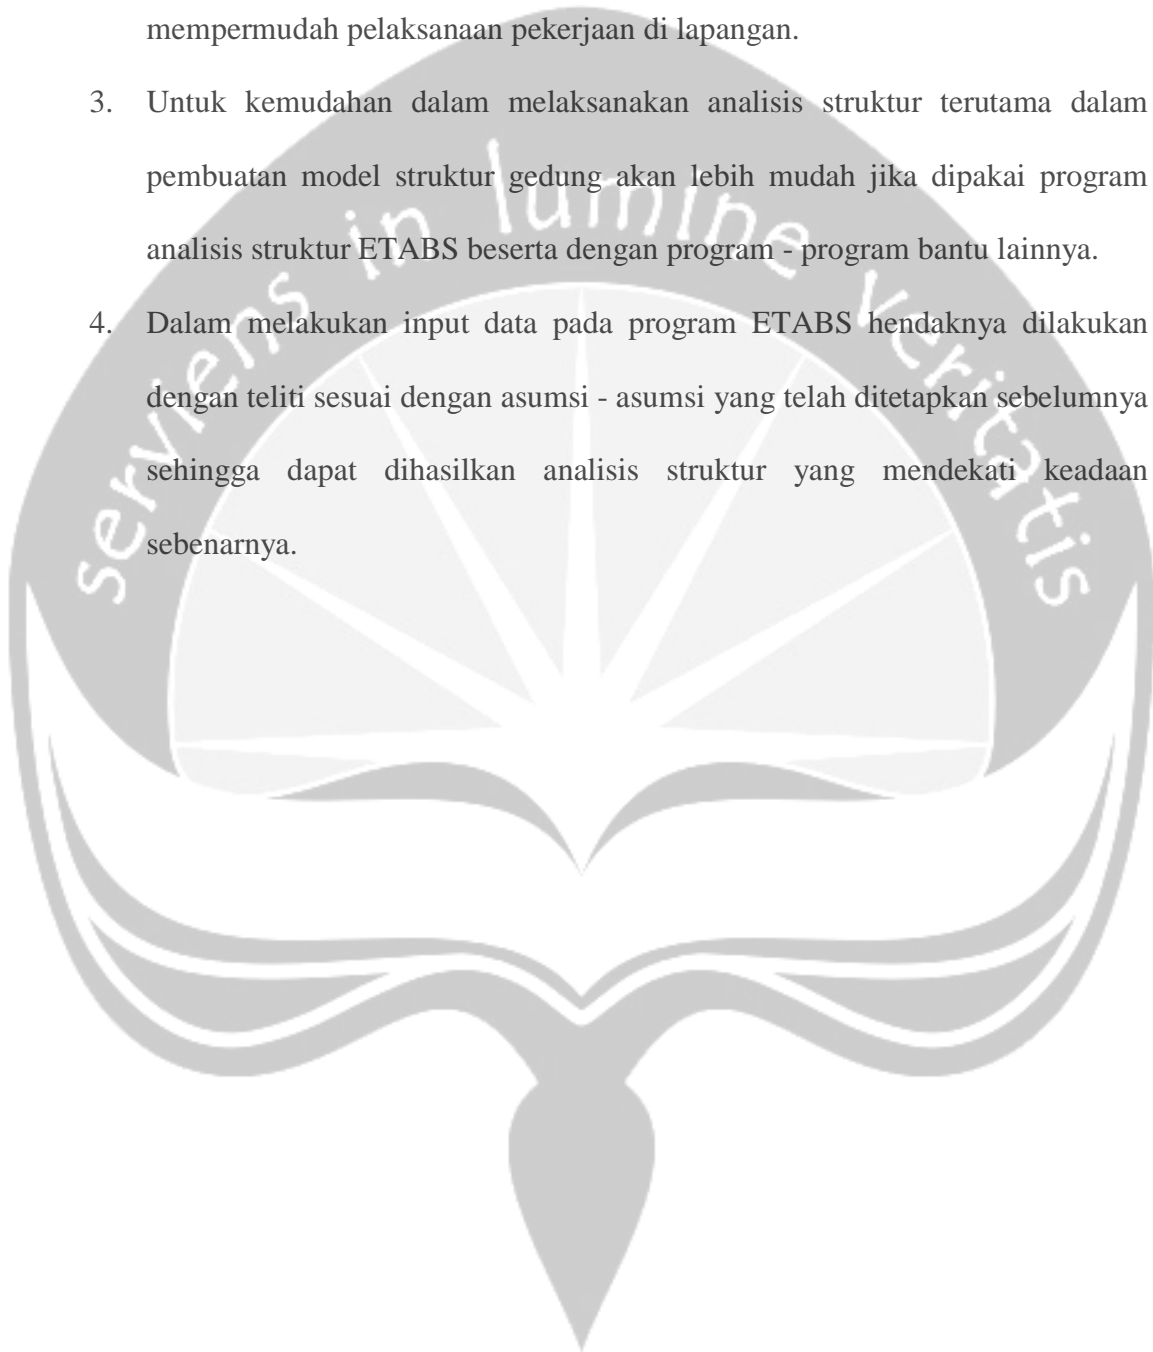 mempermudah pelaksanaan pekerjaan di lapangan.
3. Untuk kemudahan dalam melaksanakan analisis struktur terutama dalam
pembuatan model struktur gedung akan lebih mudah jika dipakai program
analisis struktur ETABS beserta dengan program - program bantu lainnya.
4. Dalam melakukan input data pada program ETABS hendaknya dilakukan
dengan teliti sesuai dengan asumsi - asumsi yang telah ditetapkan sebelumnya
sehingga dapat dihasilkan analisis struktur yang mendekati keadaan
sebenarnya.
serviens in lumine veritatis